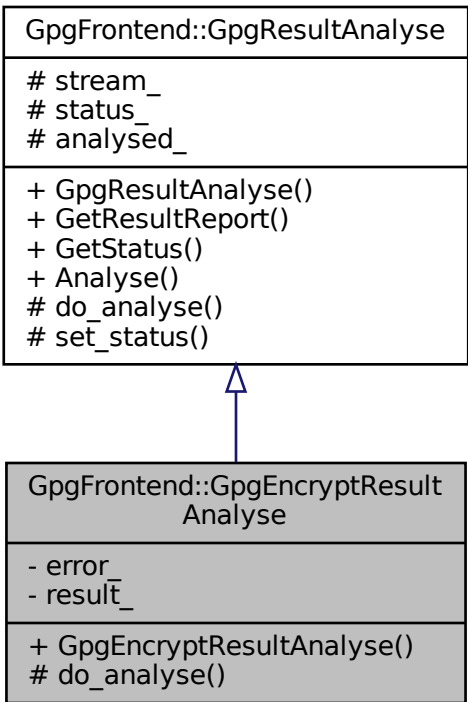 GpgFrontend::GpgResultAnalyse
# stream_
# status_
# analysed_
+ GpgResultAnalyse()
+ GetResultReport()
+ GetStatus()
+ Analyse()
# do_analyse()
# set_status()
GpgFrontend::GpgEncryptResult
Analyse
- error_
- result_
+ GpgEncryptResultAnalyse()
# do_analyse()